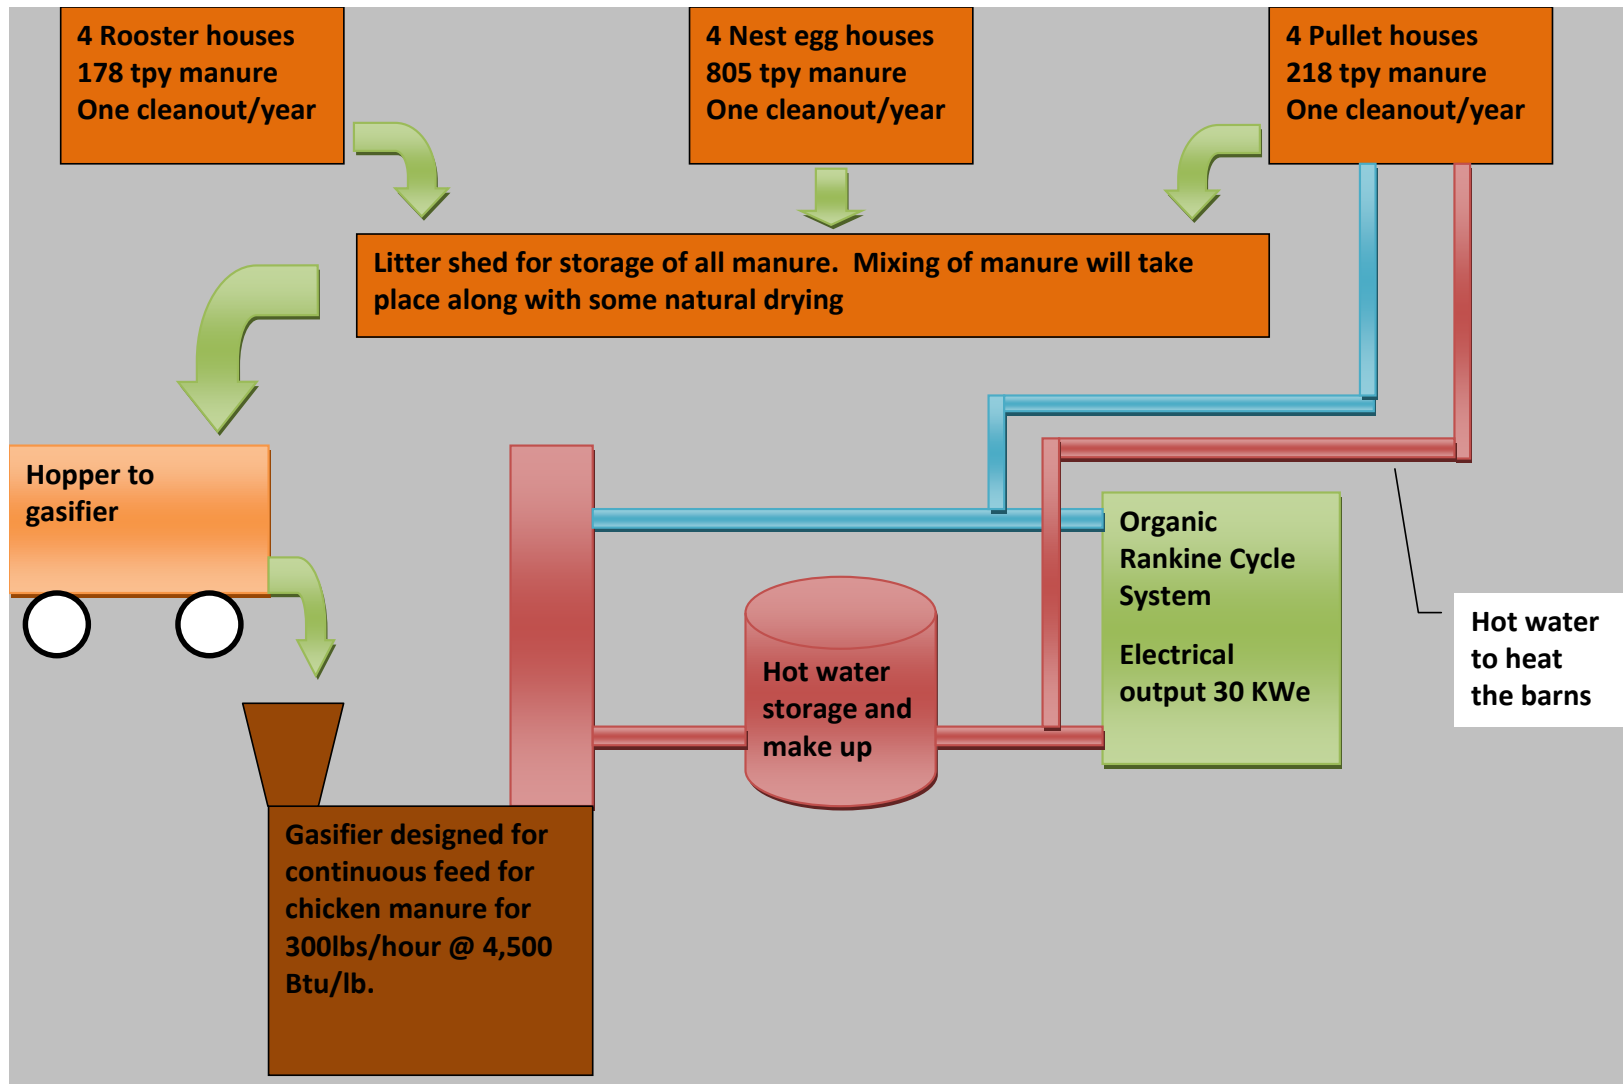 4 Rooster houses
178 tpy manure
One cleanout/year
4 Nest egg houses
805 tpy manure
One cleanout/year
4 Pullet houses
218 tpy manure
One cleanout/year
Litter shed for storage of all manure.  Mixing of manure will take
place along with some natural drying
Hopper to
gasifier
Organic
Rankine Cycle
System
Electrical
output 30 KWe
Hot water
to heat
the barns
Hot water
storage and
make up
Gasifier designed for
continuous feed for
chicken manure for
300lbs/hour @ 4,500
Btu/lb.